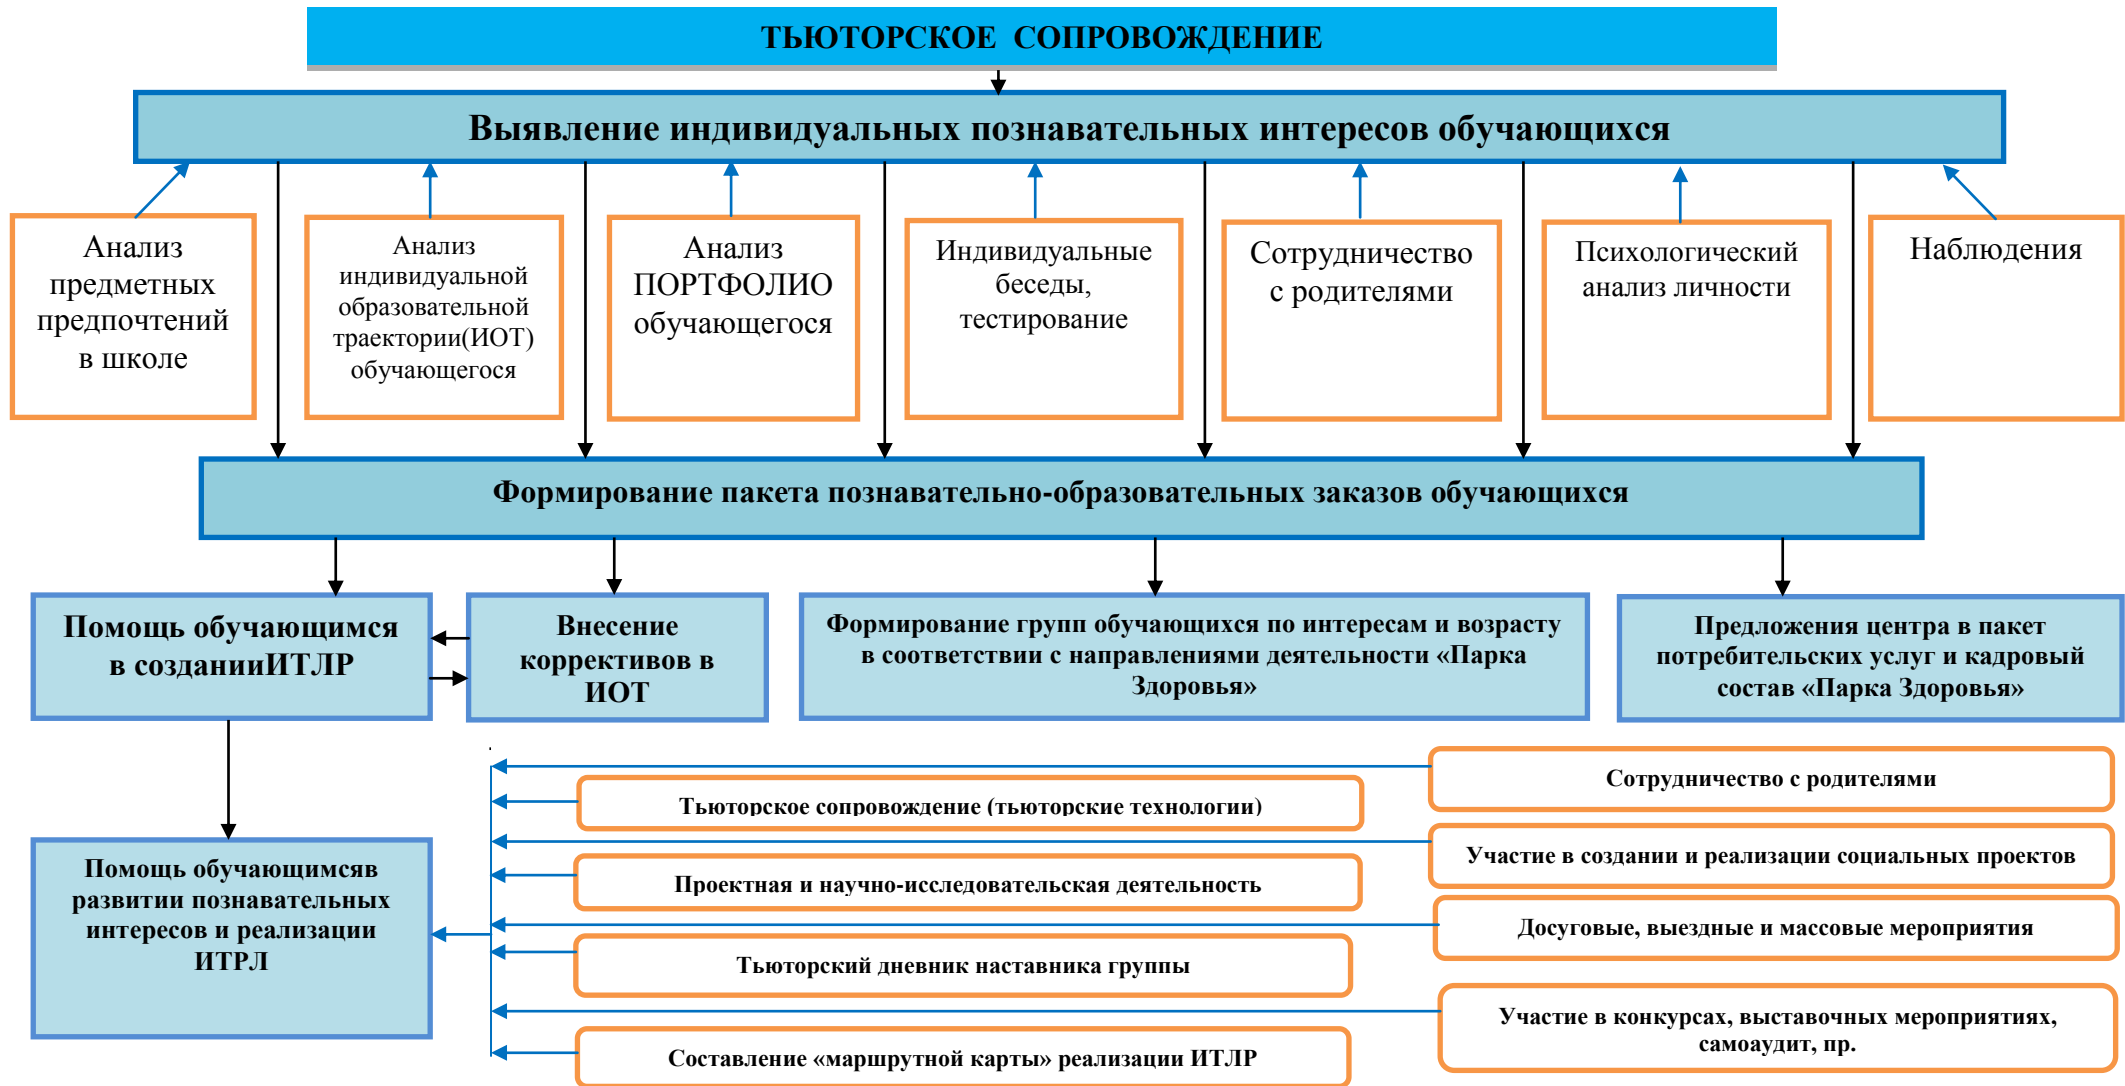 ТЬЮТОРСКОЕ СОПРОВОЖДЕНИЕ
Выявление индивидуальных познавательных интересов обучающихся
Анализ
предметных
предпочтений
в школе
Анализ
индивидуальной
образовательной
траектории(ИОТ)
обучающегося
Анализ
ПОРТФОЛИО
обучающегося
Индивидуальные
беседы,
тестирование
Сотрудничество
с родителями
Психологический
анализ личности
Наблюдения
Формирование пакета познавательно-образовательных заказов обучающихся
Помощь обучающимся
в созданииИТЛР
Внесение
коррективов в
ИОТ
Формирование групп обучающихся по интересам и возрасту
в соответствии с направлениями деятельности «Парка
Здоровья»
Предложения центра в пакет
потребительских услуг и кадровый
состав «Парка Здоровья»
Помощь обучающимсяв
развитии познавательных
интересов и реализации
ИТРЛ
Сотрудничество с родителями
Тьюторское сопровождение (тьюторские технологии)
Участие в создании и реализации социальных проектов
Проектная и научно-исследовательская деятельность
Досуговые, выездные и массовые мероприятия
Тьюторский дневник наставника группы
Участие в конкурсах, выставочных мероприятиях,
самоаудит, пр.
Составление «маршрутной карты» реализации ИТЛР